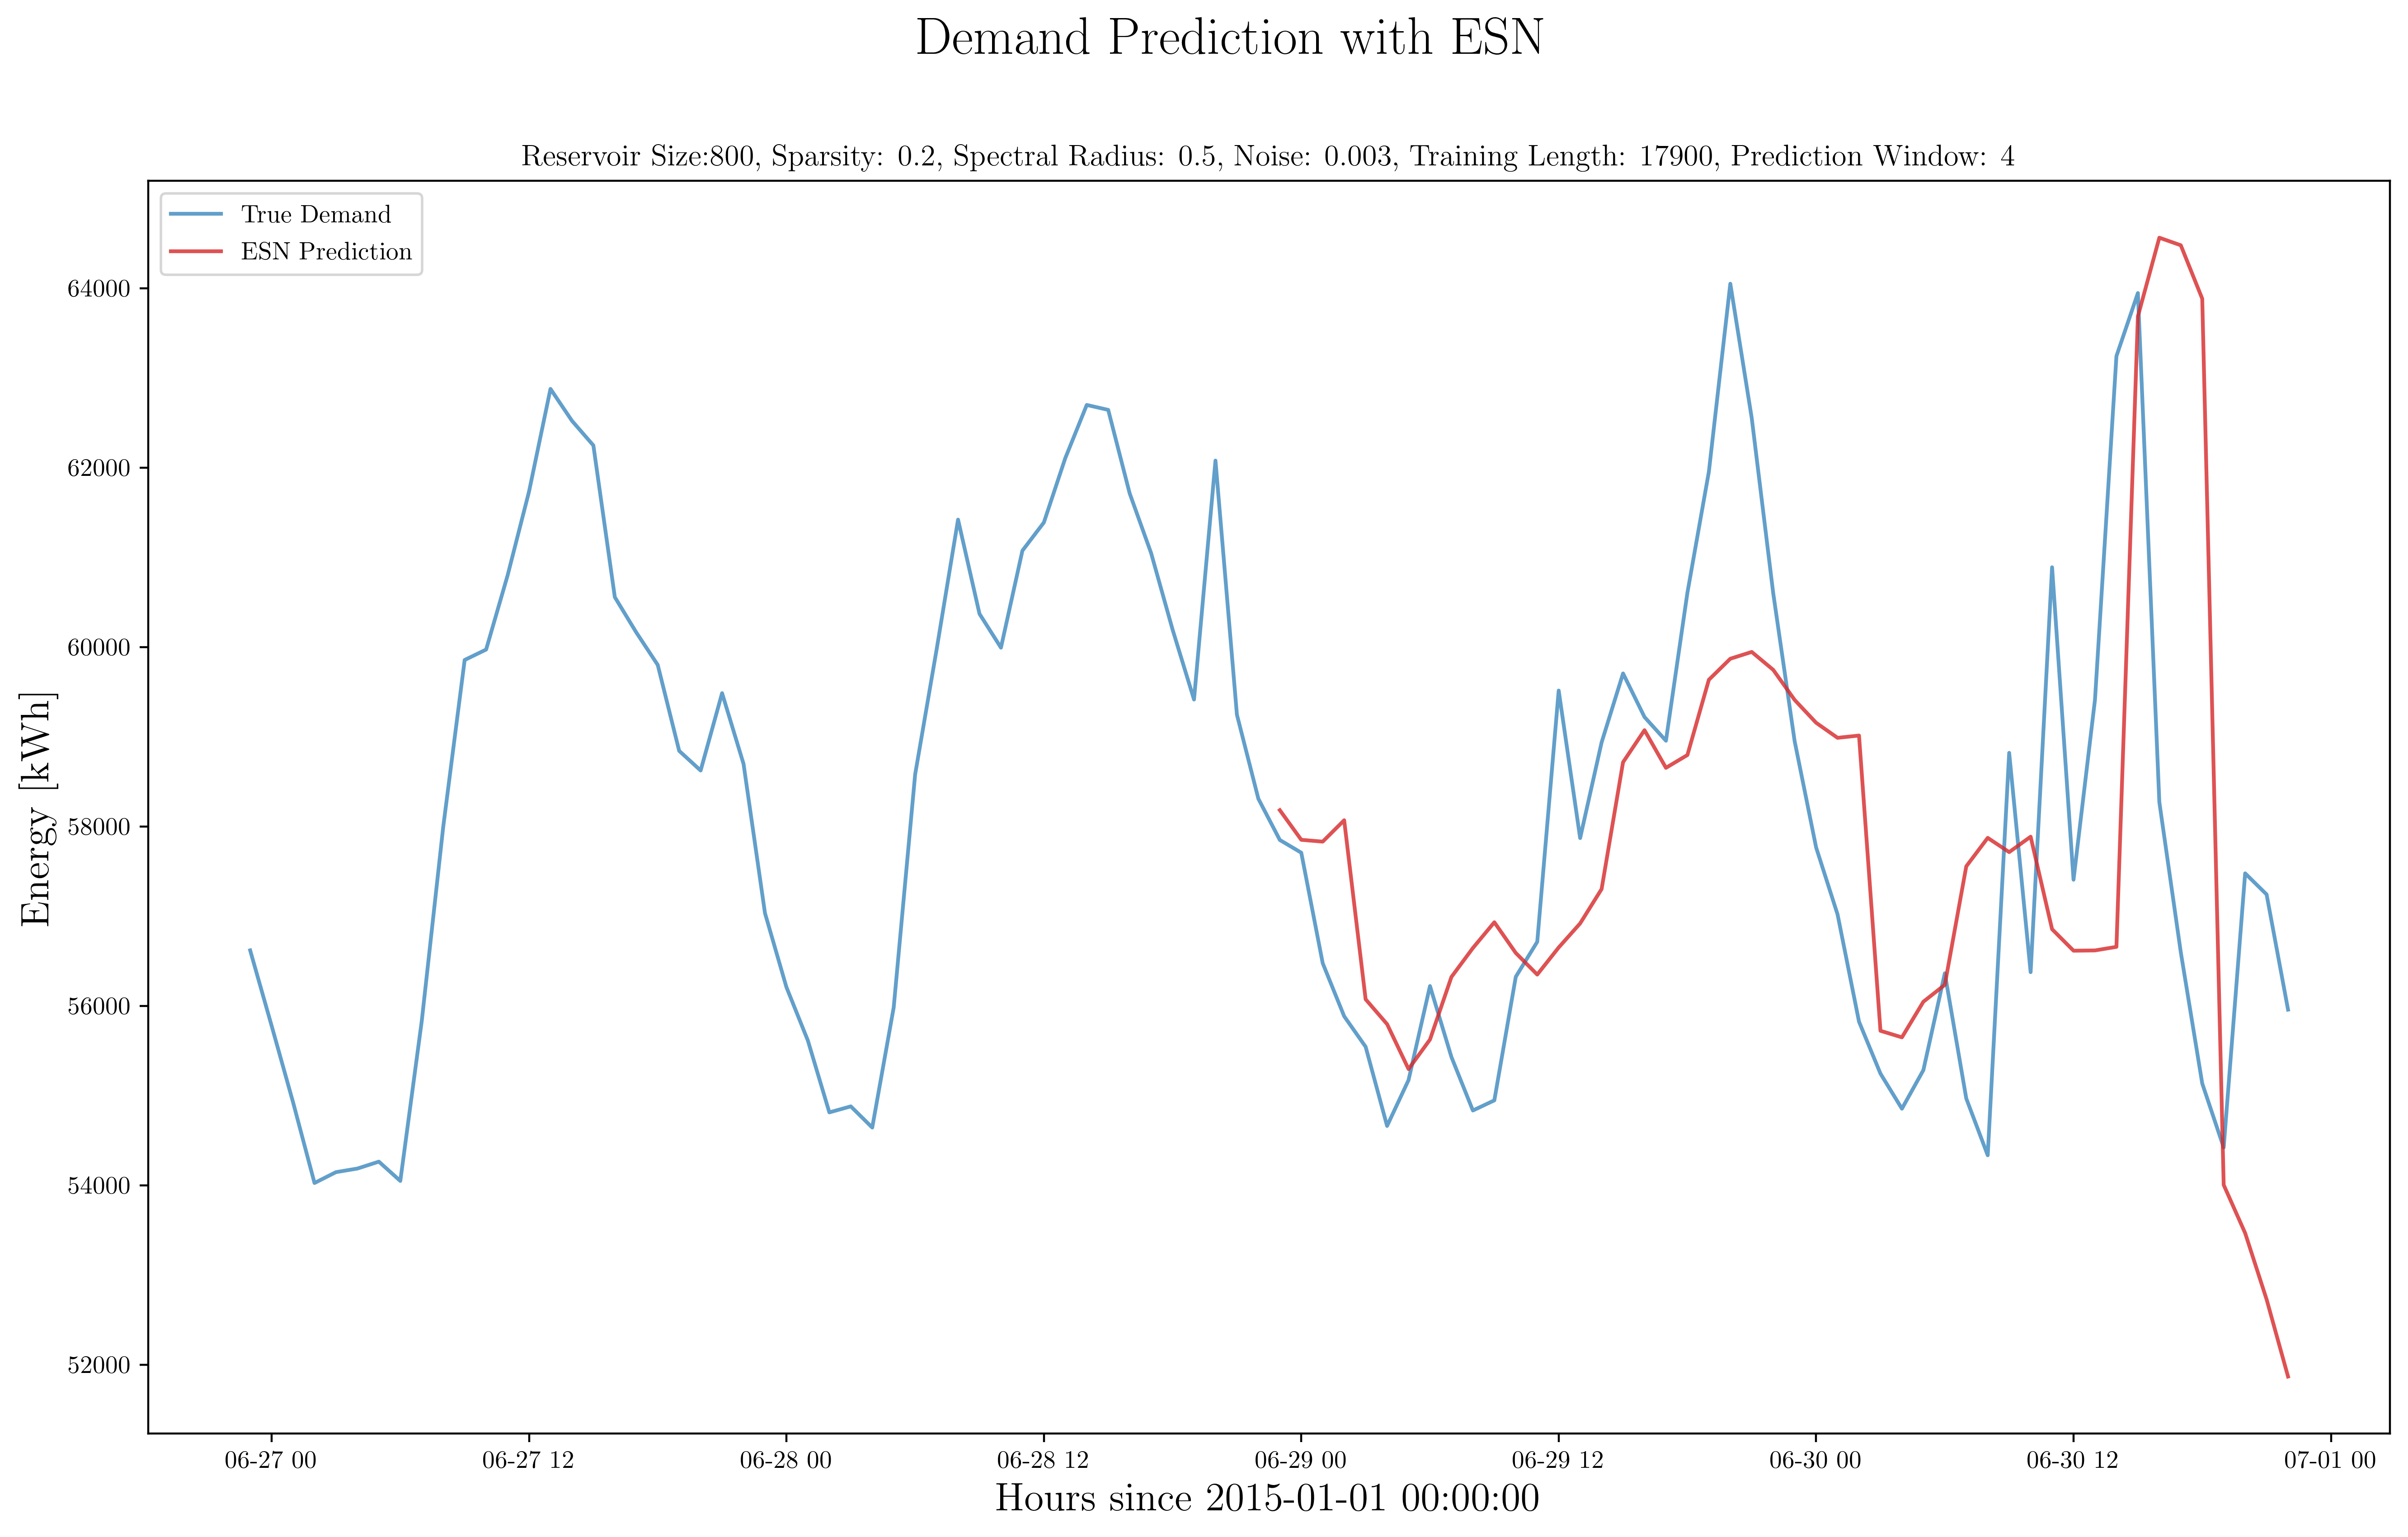 Demand Prediction with ESN
Reservoir Size:800, Sparsity: 0.2, Spectral Radius: 0.5, Noise: 0.003, Training Length: 17900, Prediction Window: 4
True Demand
ESN Prediction
64000
62000
60000
58000
56000
54000
52000
Energy [kWh]
06-27 00
06-27 12
06-28 00
06-28 12
06-29 00
06-29 12
06-30 00
06-30 12
07-01 00
Hours since 2015-01-01 00:00:00